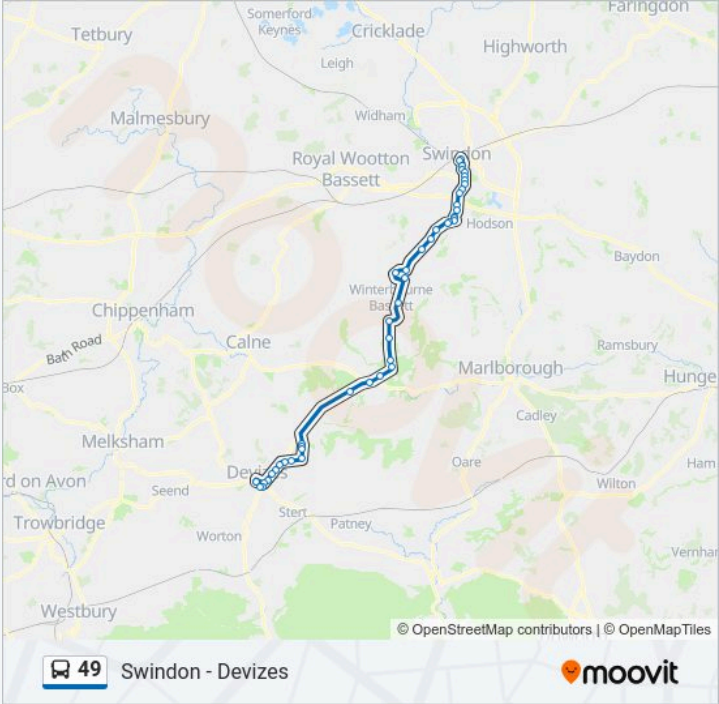 Tetbury
Somerford
Keynes
Cricklade
Faringdon
Highworth
Leigh
Malmesbury
Widham
Royal Wootton
Bassett
Swindon
Hodson
Baydon
Winterbourne
Bassett
Chippenham
Bath Road
Calne
Ramsbury
Marlborough
Hunge
Box
Cadley
Melksham
Devizes
Oare
Ham
rd on Avon
Seend
Wilton
Trowbridge
Stert
Patney
Worton
Vernhar
Westbury
© OpenStreetMap contributors | © OpenMapTiles
49 Swindon - Devizes
moovit